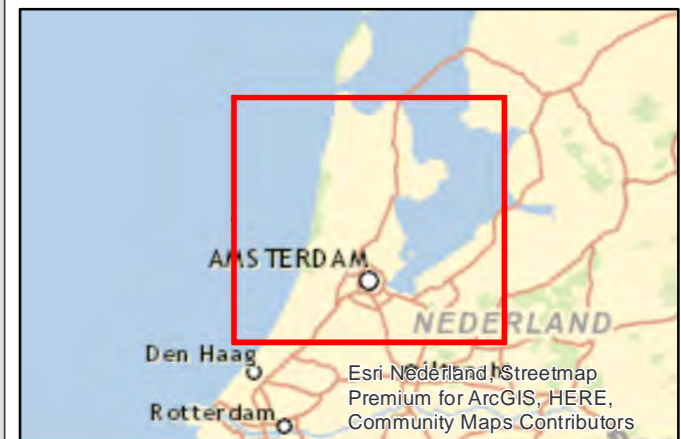 AMSTERDAM
NEDERLAND
Den Haag
Esri Nederland, Streetmap
Premium for ArcGIS, HERE,
Rotterdam
Community Maps Contributors